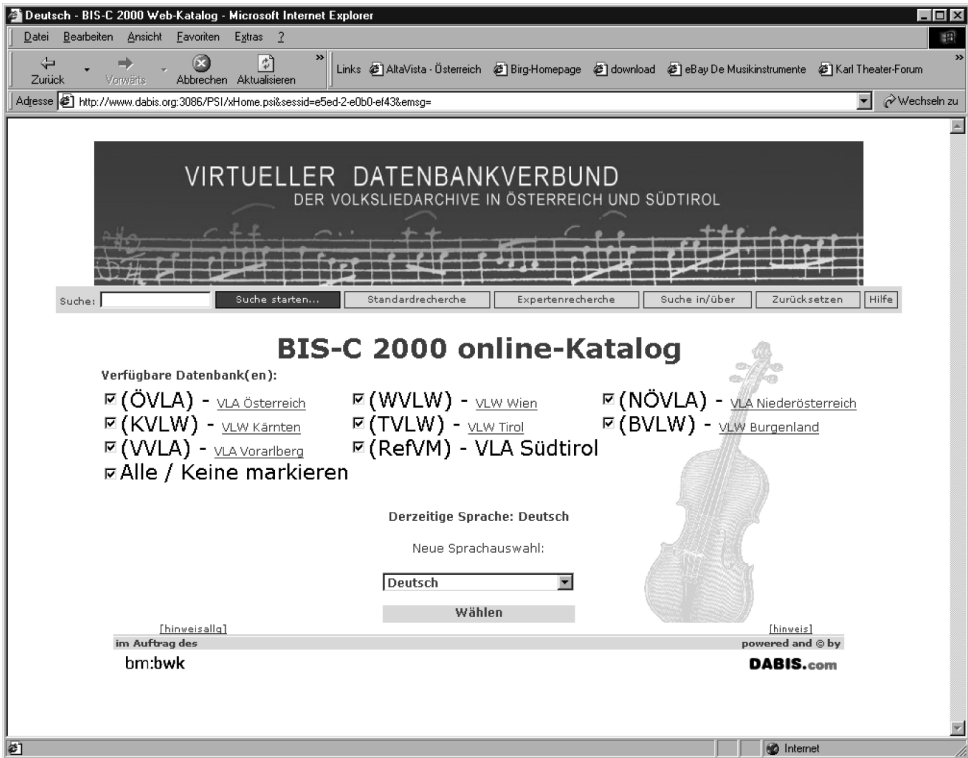 Deutsch - BIS-C 2000 Web-Katalog - Microsoft Internet Explorer
Datei Bearbeiten Ansicht Favoriten Extras ?
Zurück Vorwärts Abbrechen Aktualisieren » Links AltaVista - Österreich Birg-Homepage download eBay De Musikinstrumente Karl Theater-Forum »
Adresse http://www.dabis.org:3086/PSI/xHome.psi&sessid=e5ed-2-e0b0-ef43&emsg= Wechseln zu
VIRTUELLER DATENBANKVERBUND
DER VOLKSLIEDARCHIVE IN ÖSTERREICH UND SÜDTIROL
Suche: Suche starten... Standardrecherche Expertenrecherche Suche in/über Zurücksetzen Hilfe
BIS-C 2000 online-Katalog
Verfügbare Datenbank(en):
(ÖVLA) - VLA Österreich (WVLW) - VLW Wien (NÖVLA) - VLA Niederösterreich
(KVLW) - VLW Kärnten (TVLW) - VLW Tirol (BVLW) - VLW Burgenland
(VVLA) - VLA Vorarlberg (RefVM) - VLA Südtirol
Alle / Keine markieren
Derzeitige Sprache: Deutsch
Neue Sprachauswahl:
Deutsch
Wählen
[hinweisallg] [hinweis]
im Auftrag des powered and © by
bm:bwk DABIS.com
Internet